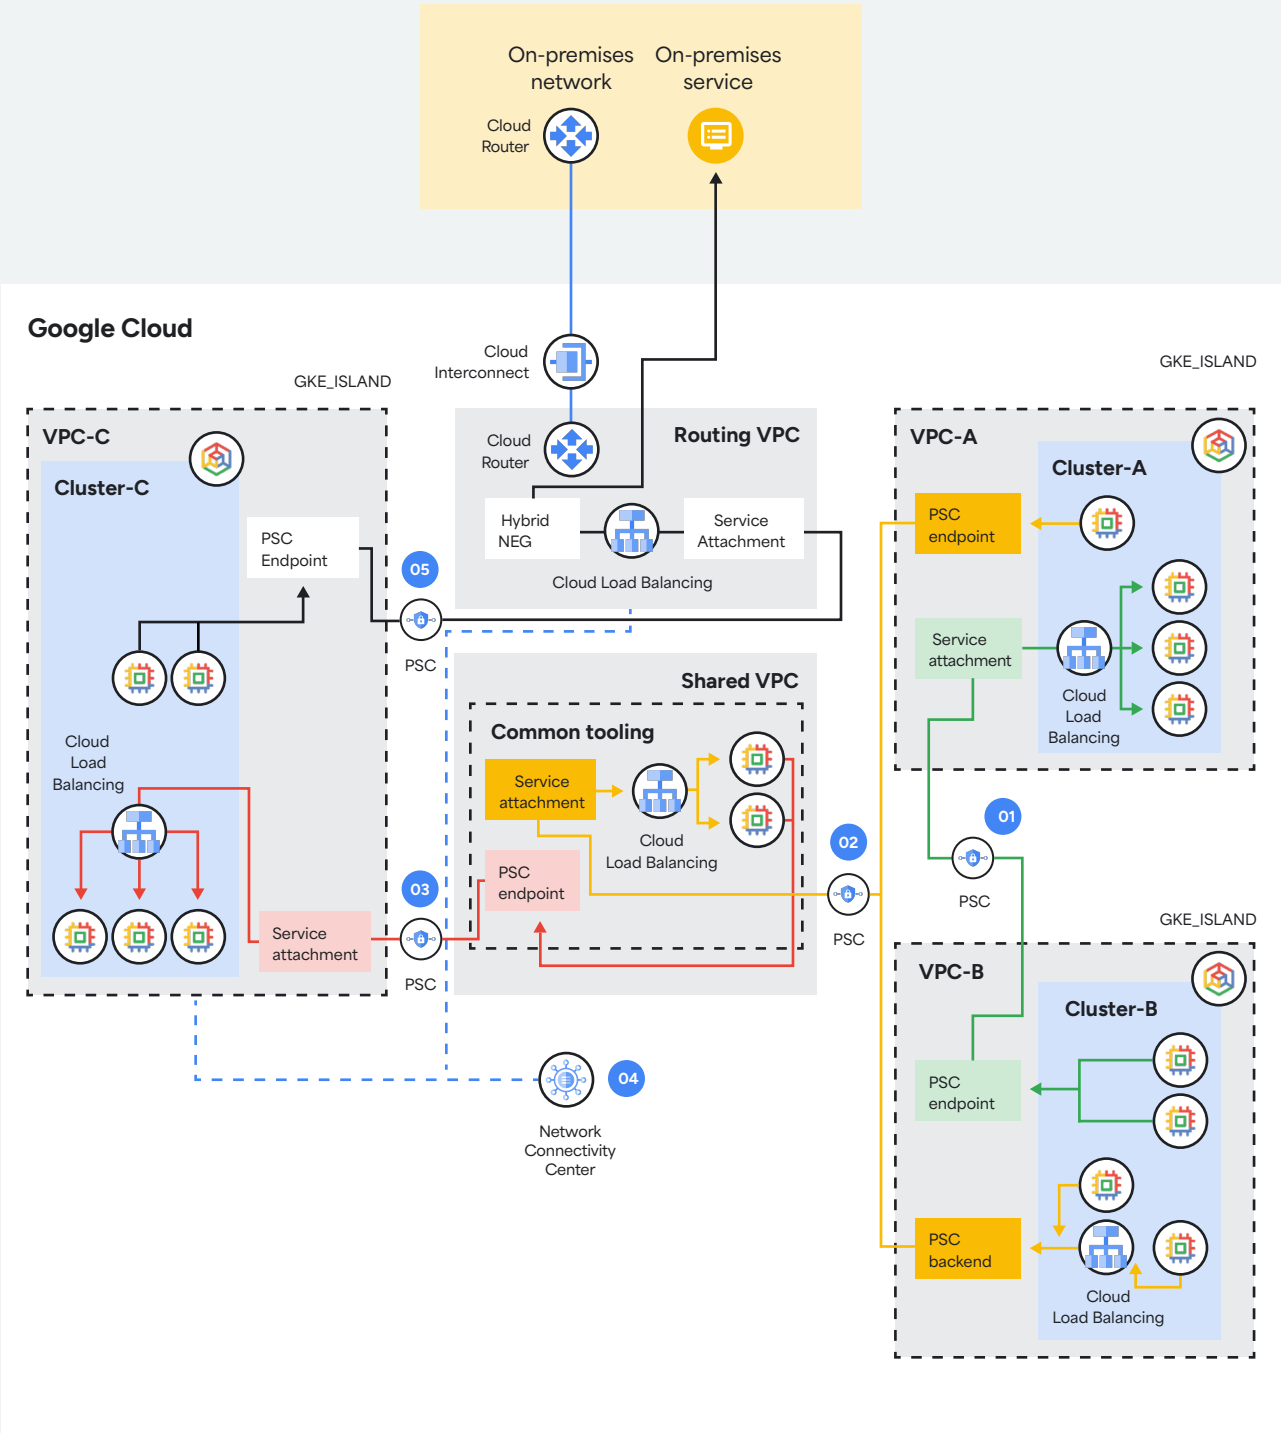 On-premises
network
On-premises
service
Cloud
Router
Google Cloud
Cloud
Interconnect
GKE_ISLAND
GKE_ISLAND
VPC-C
Cluster-C
PSC
Endpoint
Cloud
Load
Balancing
Service
attachment
05
PSC
03
PSC
Cloud
Router
Routing VPC
Hybrid
NEG
Service
Attachment
Cloud Load Balancing
Shared VPC
Common tooling
Service
attachment
Cloud
Load Balancing
PSC
endpoint
02
PSC
VPC-A
Cluster-A
PSC
endpoint
Service
attachment
Cloud
Load
Balancing
01
PSC
GKE_ISLAND
VPC-B
Cluster-B
PSC
endpoint
PSC
backend
Cloud
Load Balancing
04
Network
Connectivity
Center